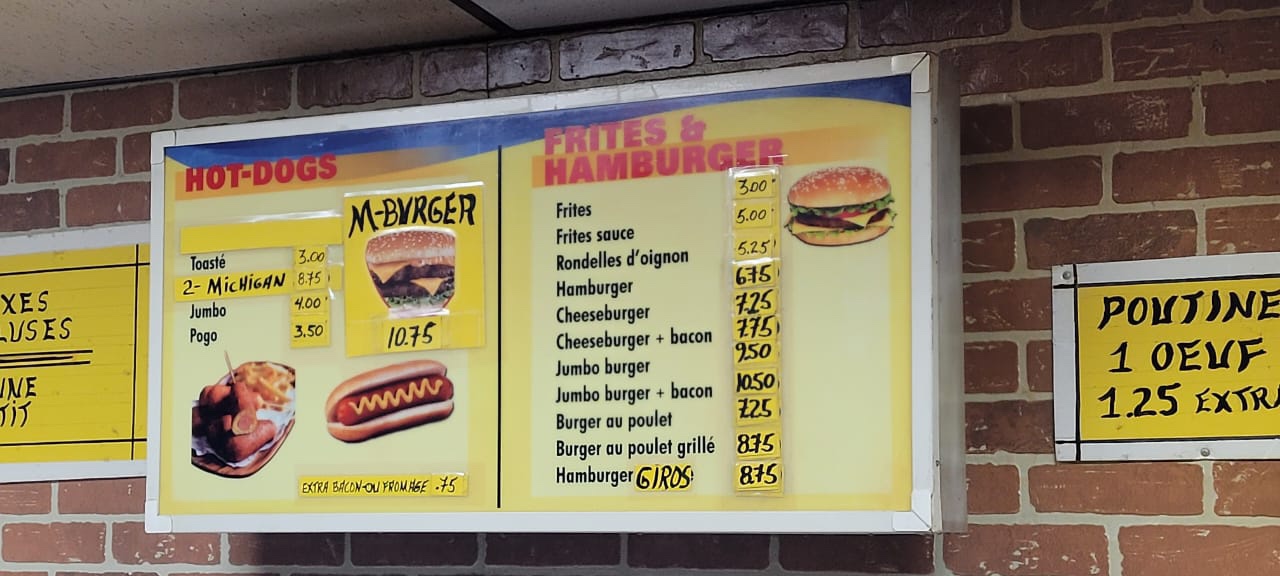 XES
LUSES
NE
TIT
HOT-DOGS
Toasté 3.00
2- MICHIGAN 8.75
Jumbo 4.00
Pogo 3.50
M-BURGER
10.75
EXTRA BACON-OU FROMAGE .75
FRITES &
HAMBURGER
Frites 3.00
Frites sauce 5.00
Rondelles d'oignon 5.25
Hamburger 6.75
Cheeseburger 7.25
Cheeseburger + bacon 7.75
Jumbo burger 9.50
Jumbo burger + bacon 10.50
Burger au poulet 7.25
Burger au poulet grillé 8.75
Hamburger GIROS 8.75
POUTINE
1 OEUF
1.25 EXTRA